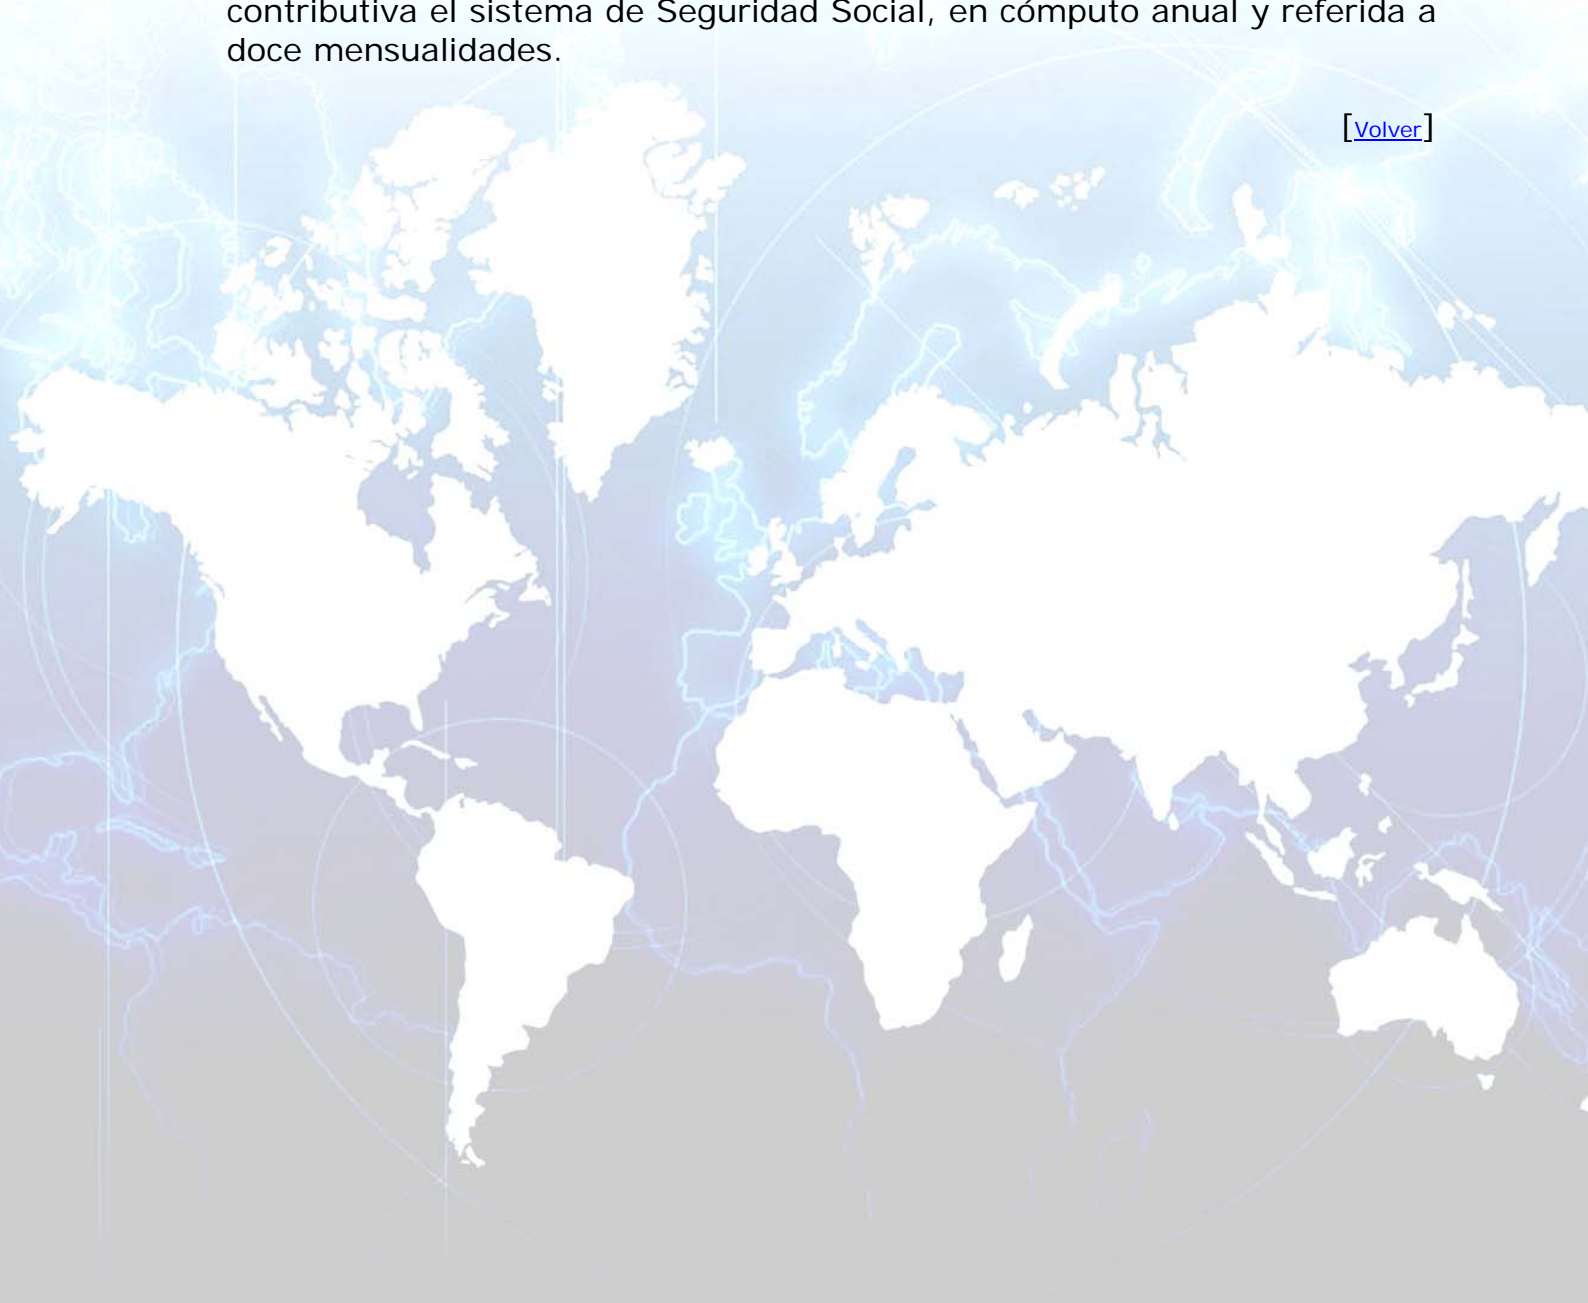 contributiva el sistema de Seguridad Social, en cómputo anual y referida a
doce mensualidades.
[Volver]